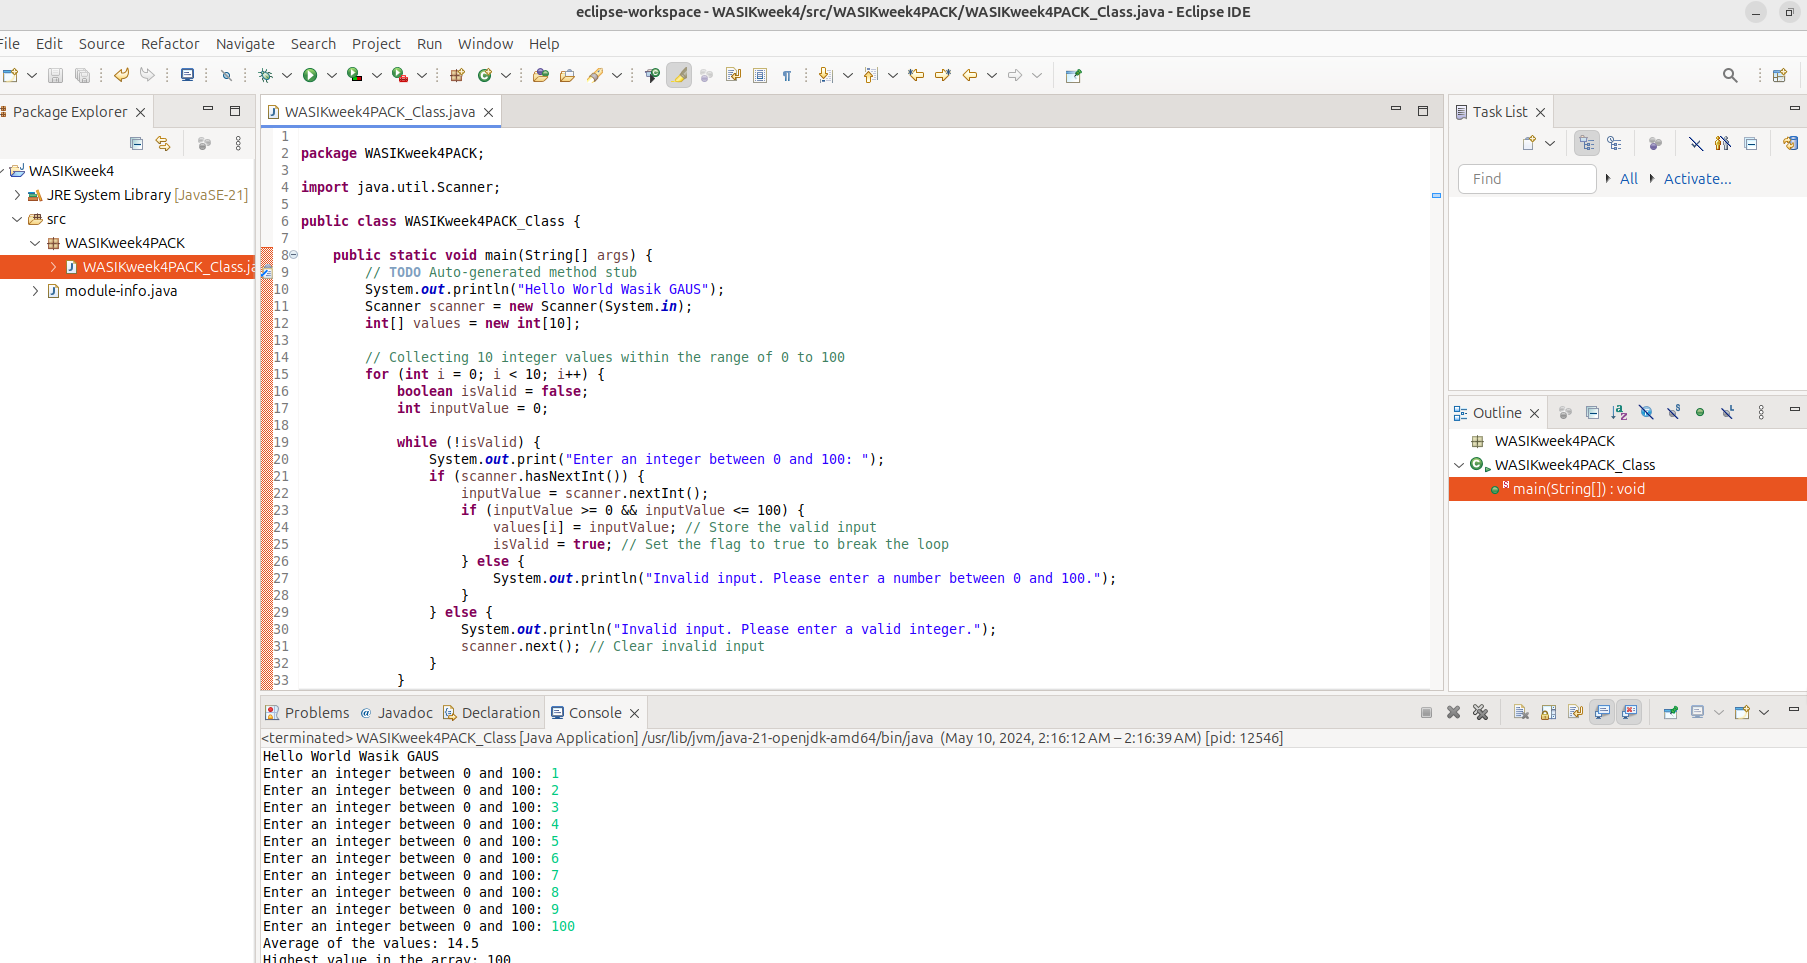 eclipse-workspace - WASIKweek4/src/WASIKweek4PACK/WASIKweek4PACK_Class.java - Eclipse IDE
File Edit Source Refactor Navigate Search Project Run Window Help
Package Explorer
WASIKweek4
JRE System Library [JavaSE-21]
src
WASIKweek4PACK
WASIKweek4PACK_Class.ja
module-info.java
WASIKweek4PACK_Class.java
1
2 package WASIKweek4PACK;
3
4 import java.util.Scanner;
5
6 public class WASIKweek4PACK_Class {
7
8 public static void main(String[] args) {
9 // TODO Auto-generated method stub
10 System.out.println("Hello World Wasik GAUS");
11 Scanner scanner = new Scanner(System.in);
12 int[] values = new int[10];
13
14 // Collecting 10 integer values within the range of 0 to 100
15 for (int i = 0; i < 10; i++) {
16 boolean isValid = false;
17 int inputValue = 0;
18
19 while (!isValid) {
20 System.out.print("Enter an integer between 0 and 100: ");
21 if (scanner.hasNextInt()) {
22 inputValue = scanner.nextInt();
23 if (inputValue >= 0 && inputValue <= 100) {
24 values[i] = inputValue; // Store the valid input
25 isValid = true; // Set the flag to true to break the loop
26 } else {
27 System.out.println("Invalid input. Please enter a number between 0 and 100.");
28 }
29 } else {
30 System.out.println("Invalid input. Please enter a valid integer.");
31 scanner.next(); // Clear invalid input
32 }
33 }
Task List
Find All Activate...
Outline
WASIKweek4PACK
WASIKweek4PACK_Class
main(String[]) : void
Problems Javadoc Declaration Console
<terminated> WASIKweek4PACK_Class [Java Application] /usr/lib/jvm/java-21-openjdk-amd64/bin/java (May 10, 2024, 2:16:12 AM – 2:16:39 AM) [pid: 12546]
Hello World Wasik GAUS
Enter an integer between 0 and 100: 1
Enter an integer between 0 and 100: 2
Enter an integer between 0 and 100: 3
Enter an integer between 0 and 100: 4
Enter an integer between 0 and 100: 5
Enter an integer between 0 and 100: 6
Enter an integer between 0 and 100: 7
Enter an integer between 0 and 100: 8
Enter an integer between 0 and 100: 9
Enter an integer between 0 and 100: 100
Average of the values: 14.5
Highest value in the array: 100